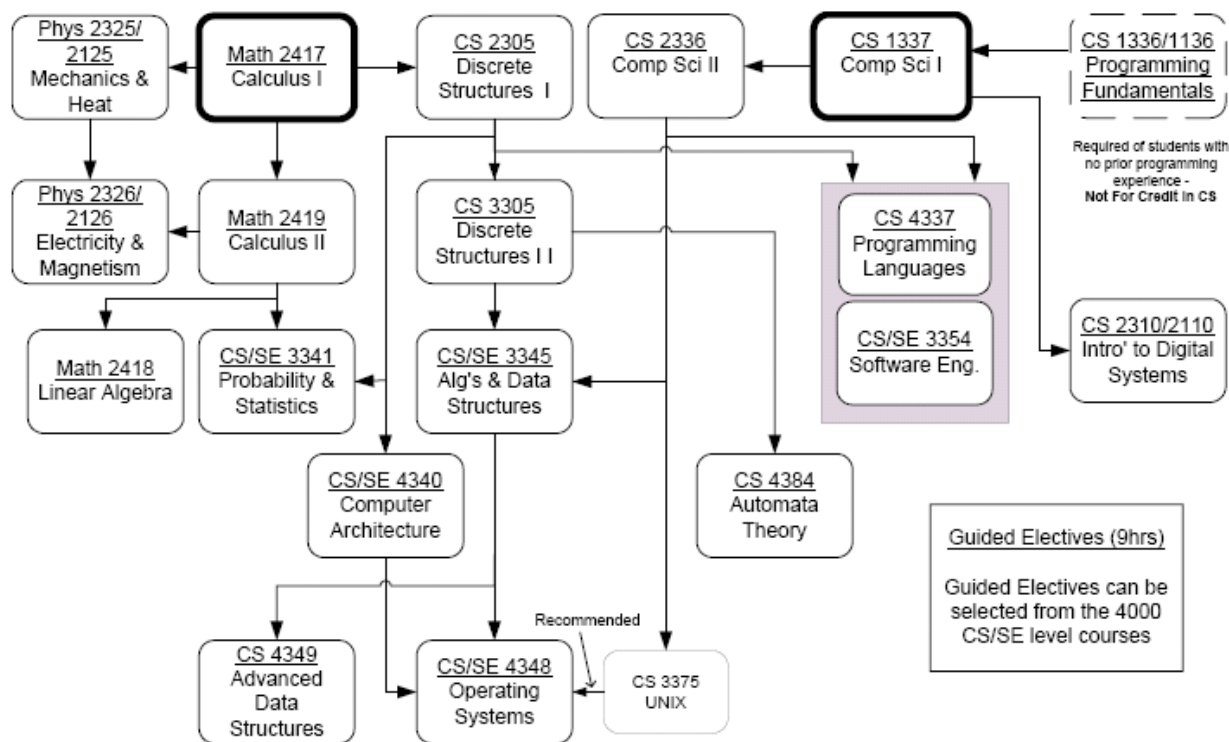 Phys 2325/
2125
Mechanics &
Heat
Math 2417
Calculus I
CS 2305
Discrete
Structures I
CS 2336
Comp Sci II
CS 1337
Comp Sci I
CS 1336/1136
Programming
Fundamentals
Required of students with
no prior programming
experience -
Not For Credit in CS
Phys 2326/
2126
Electricity &
Magnetism
Math 2419
Calculus II
CS 3305
Discrete
Structures I I
CS 4337
Programming
Languages
CS/SE 3354
Software Eng.
CS 2310/2110
Intro' to Digital
Systems
Math 2418
Linear Algebra
CS/SE 3341
Probability &
Statistics
CS/SE 3345
Alg's & Data
Structures
CS/SE 4340
Computer
Architecture
CS 4384
Automata
Theory
Guided Electives (9hrs)
Guided Electives can be
selected from the 4000
CS/SE level courses
CS 4349
Advanced
Data
Structures
CS/SE 4348
Operating
Systems
Recommended
CS 3375
UNIX